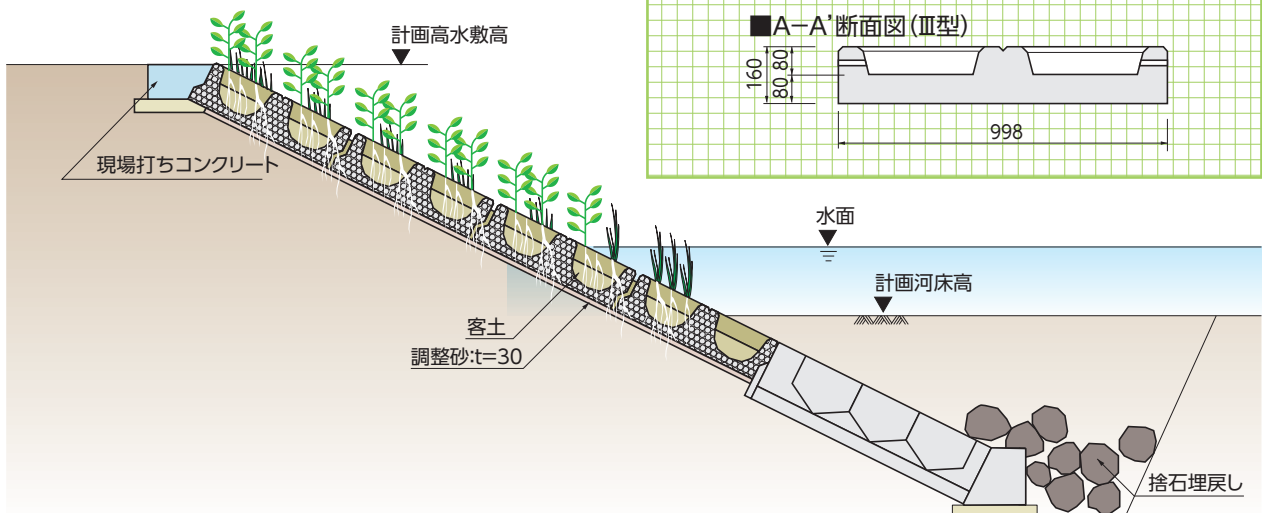 計画高水敷高
■A-A'断面図(Ⅲ型)
160
80
80
998
現場打ちコンクリート
水面
計画河床高
客土
調整砂:t=30
捨石埋戻し